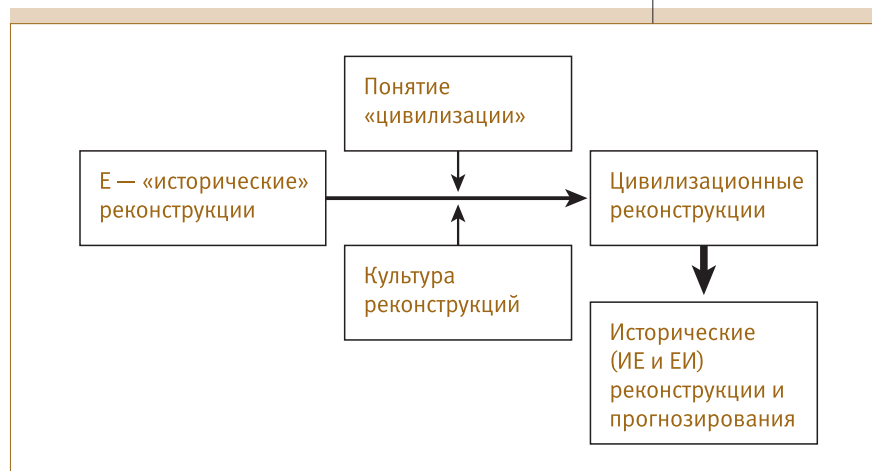 Понятие
«цивилизации»
Е — «исторические»
реконструкции
Цивилизационные
реконструкции
Культура
реконструкций
Исторические
(ИЕ и ЕИ)
реконструкции и
прогнозирования